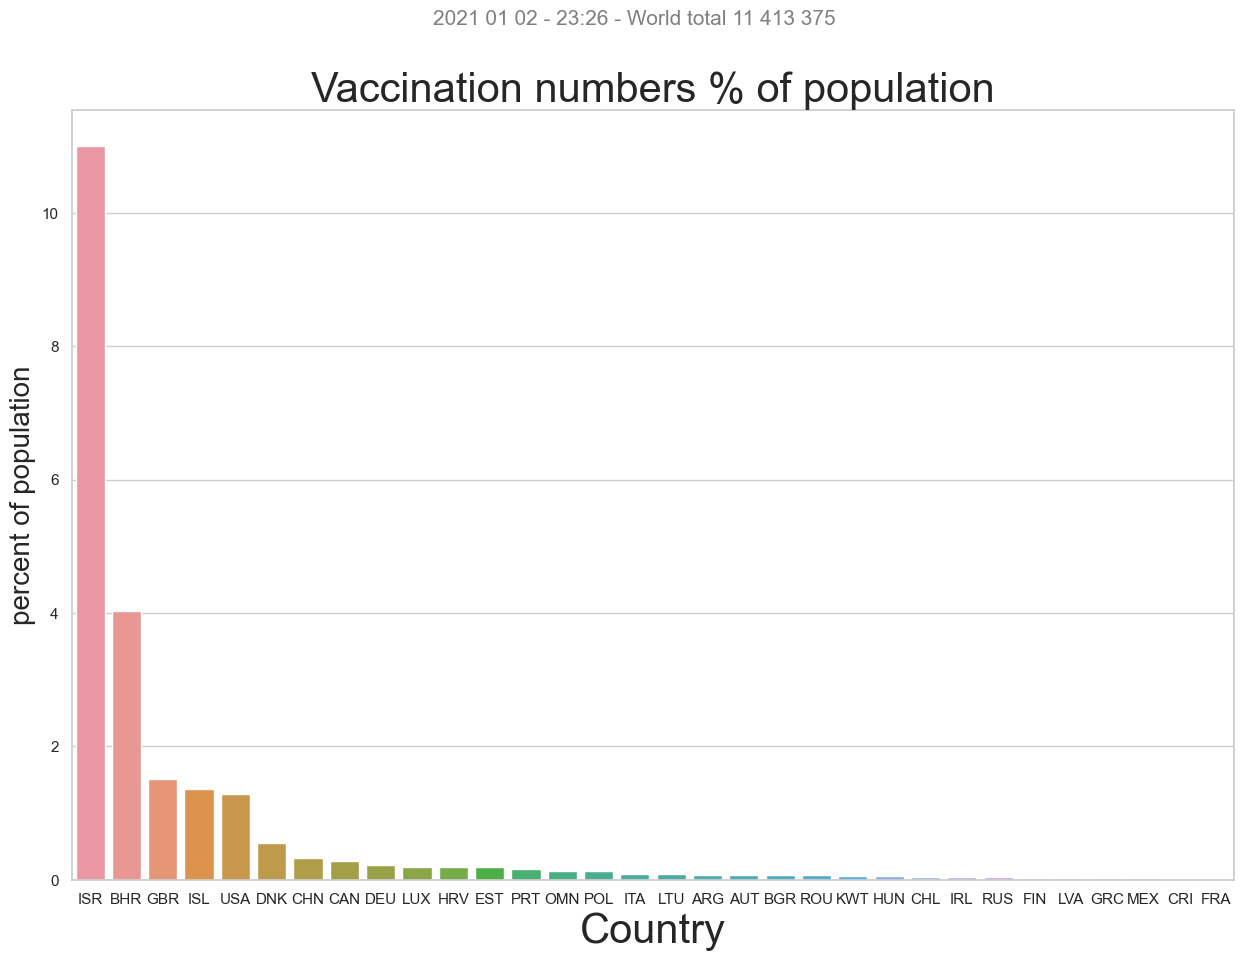 2021 01 02 - 23:26 - World total 11 413 375
Vaccination numbers % of population
percent of population
10
8
6
4
2
0
ISR BHR GBR ISL USA DNK CHN CAN DEU LUX HRV EST PRT OMN POL ITA LTU ARG AUT BGR ROU KWT HUN CHL IRL RUS FIN LVA GRC MEX CRI FRA
Country